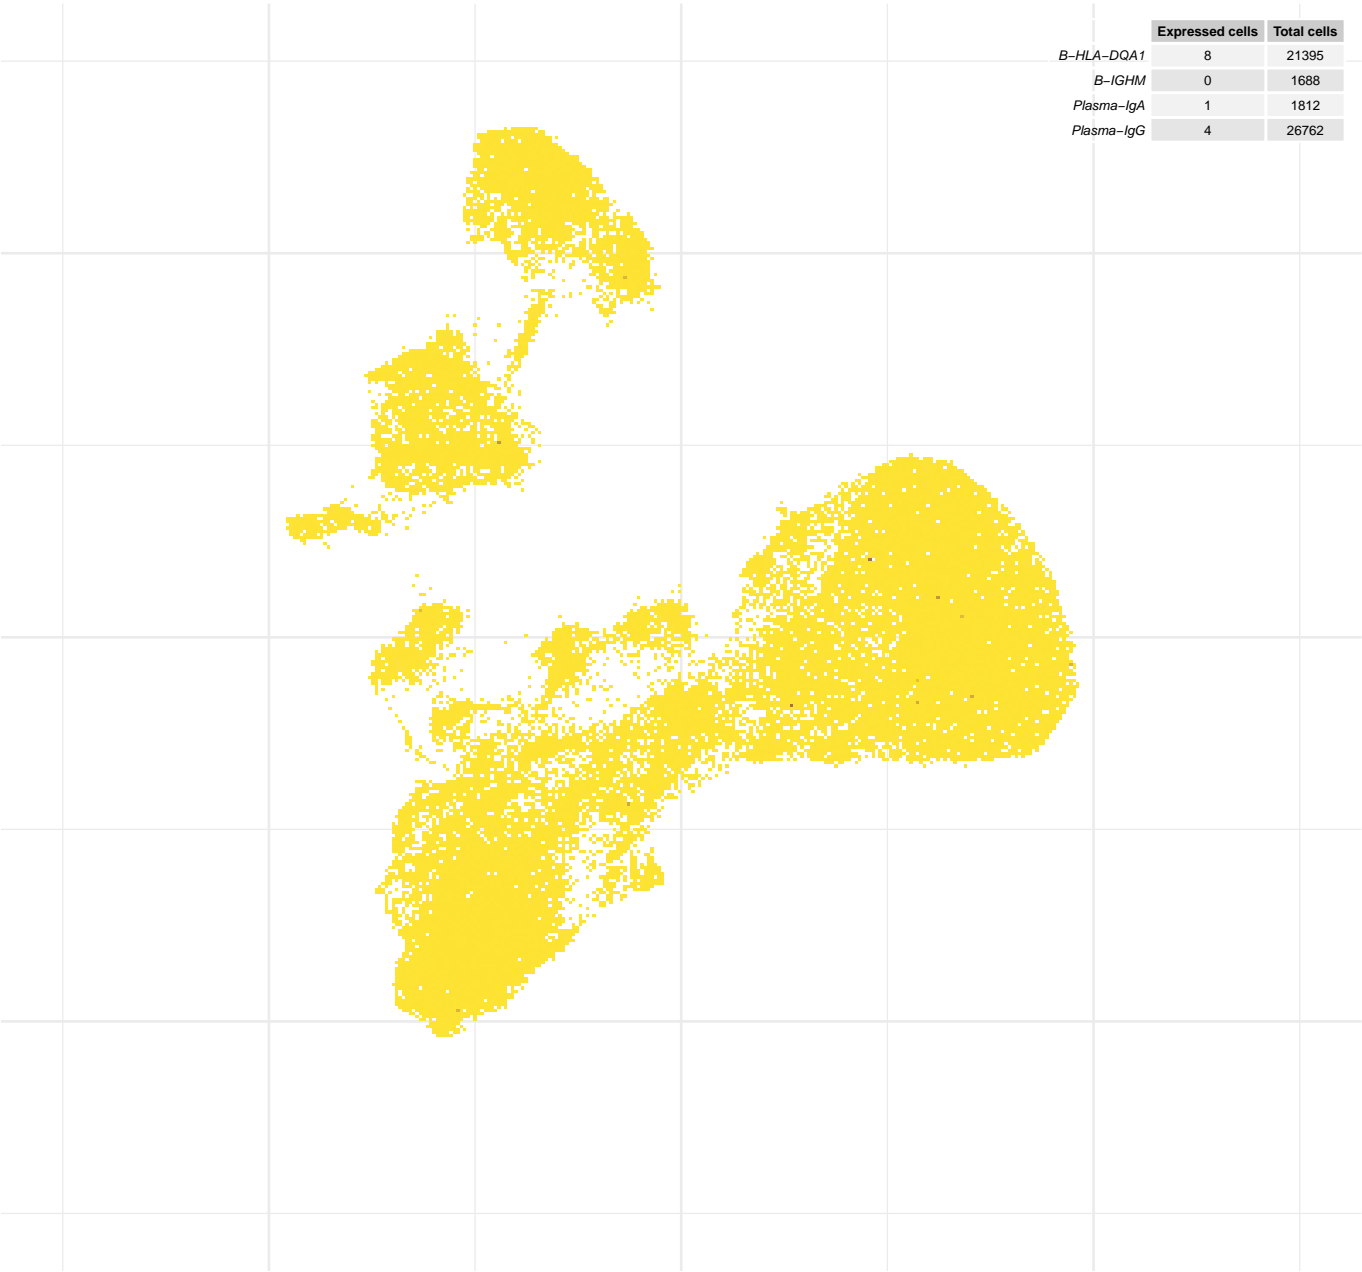 Expressed cells Total cells
B−HLA−DQA1 8 21395
B−IGHM 0 1688
Plasma−IgA 1 1812
Plasma−IgG 4 26762